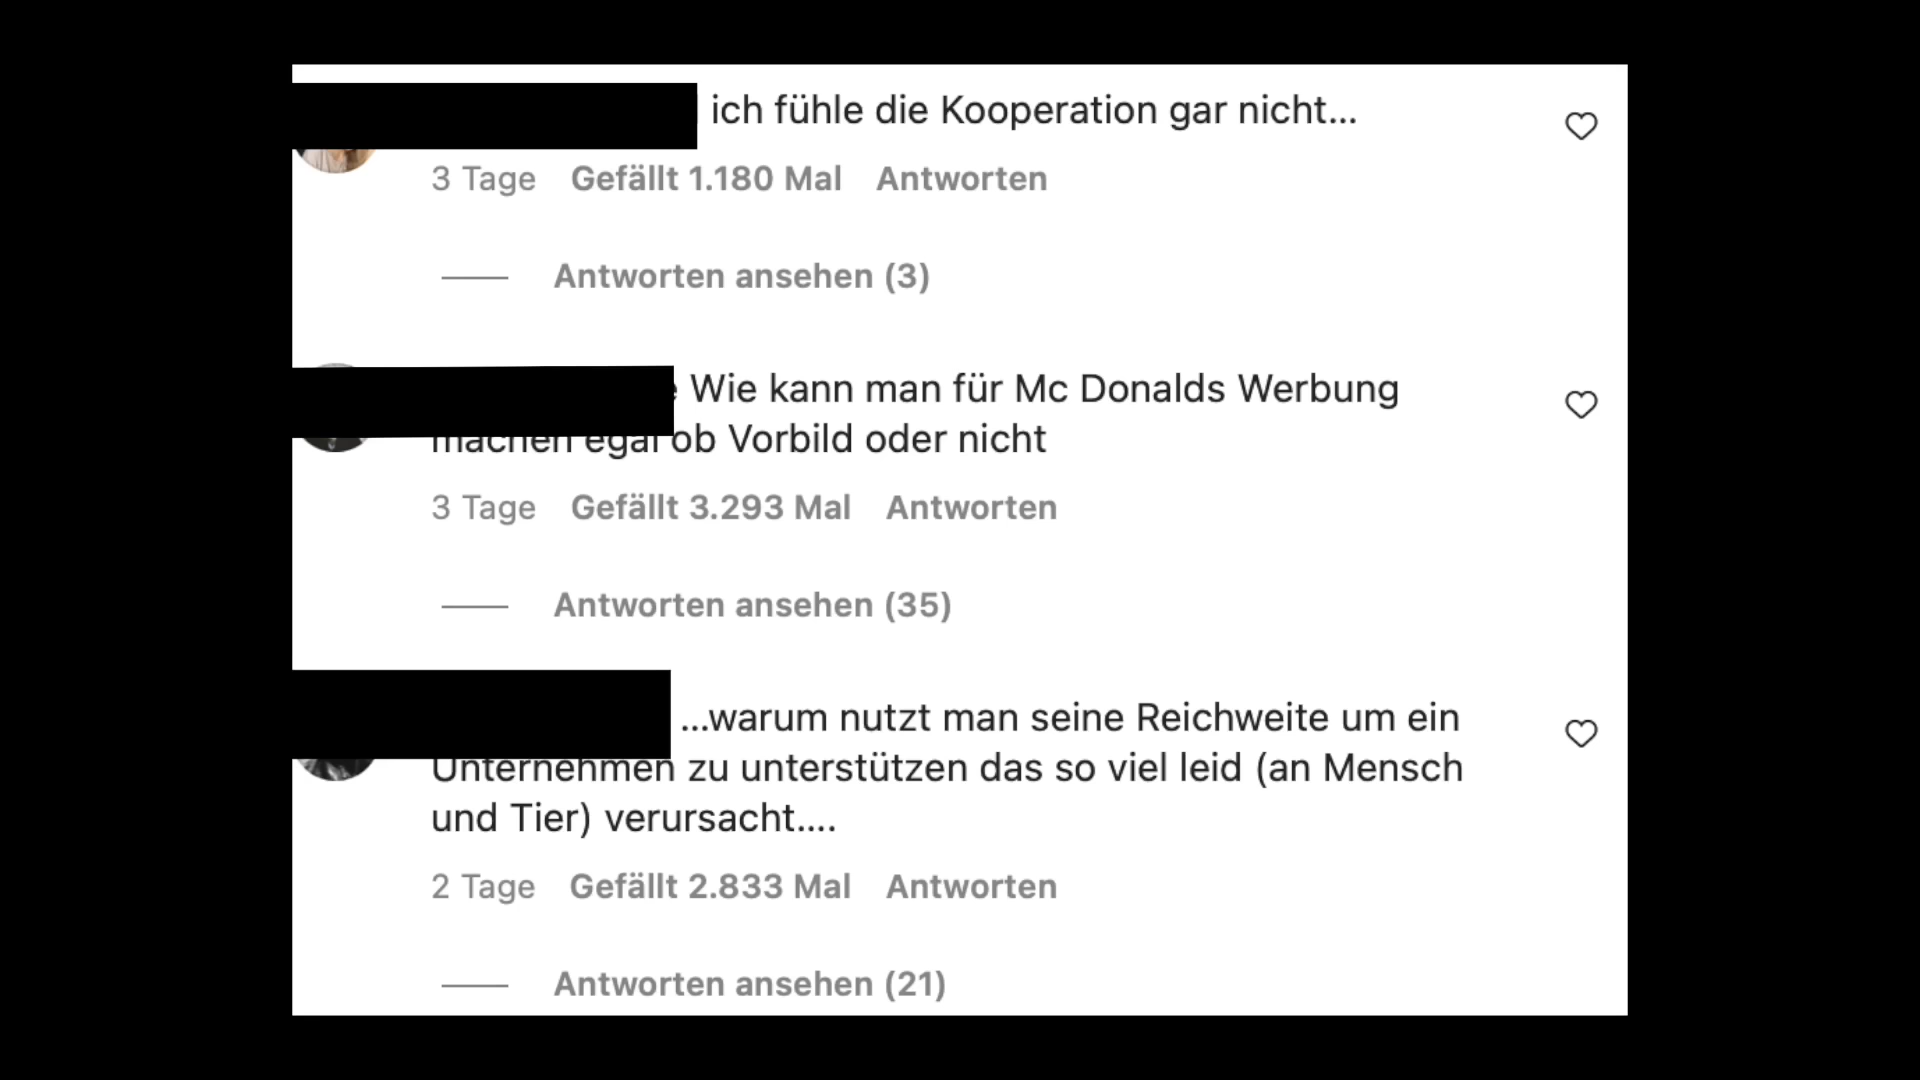 ich fühle die Kooperation gar nicht...
3 Tage Gefällt 1.180 Mal Antworten
Antworten ansehen (3)
Wie kann man für Mc Donalds Werbung
machen egal ob Vorbild oder nicht
3 Tage Gefällt 3.293 Mal Antworten
Antworten ansehen (35)
...warum nutzt man seine Reichweite um ein
Unternehmen zu unterstützen das so viel leid (an Mensch
und Tier) verursacht....
2 Tage Gefällt 2.833 Mal Antworten
Antworten ansehen (21)